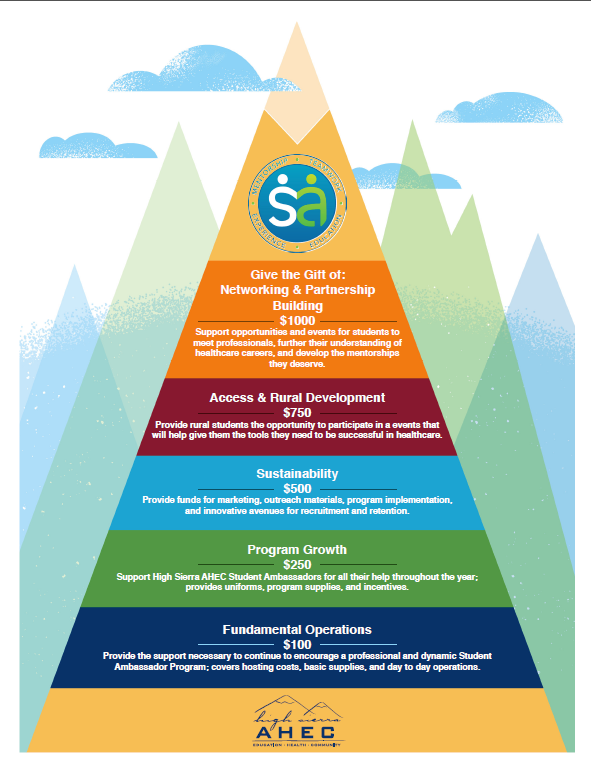 MENTORSHIP • TEAMWORK
EXPERIENCE • EDUCATION
sa
Give the Gift of:
Networking & Partnership
Building
$1000
Support opportunities and events for students to
meet professionals, further their understanding of
healthcare careers, and develop the mentorships
they deserve.
Access & Rural Development
$750
Provide rural students the opportunity to participate in a events that
will help give them the tools they need to be successful in healthcare.
Sustainability
$500
Provide funds for marketing, outreach materials, program implementation,
and innovative avenues for recruitment and retention.
Program Growth
$250
Support High Sierra AHEC Student Ambassadors for all their help throughout the year;
provides uniforms, program supplies, and incentives.
Fundamental Operations
$100
Provide the support necessary to continue to encourage a professional and dynamic Student
Ambassador Program; covers hosting costs, basic supplies, and day to day operations.
high sierra
AHEC
EDUCATION · HEALTH · COMMUNITY